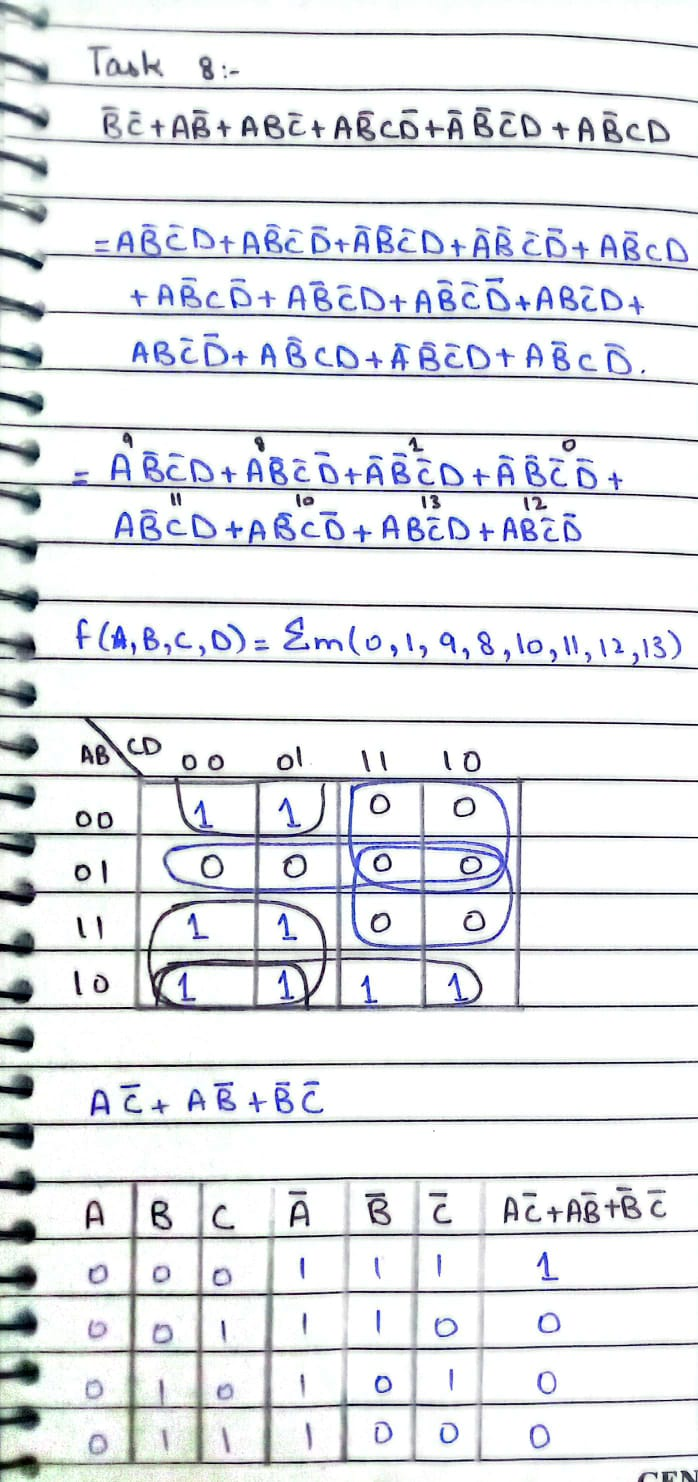 Task 8:-
B̄C̄+AB̄+ABC̄+AB̄CD̄+ĀB̄C̄D+AB̄CD
=AB̄C̄D+AB̄C̄D̄+ĀB̄C̄D+ĀB̄C̄D̄+AB̄CD
+AB̄CD̄+AB̄C̄D+AB̄C̄D̄+ABC̄D+
ABC̄D̄+AB̄CD+ĀB̄C̄D+AB̄CD̄.
9 8 1 0
= AB̄C̄D+AB̄C̄D̄+ĀB̄C̄D+ĀB̄C̄D̄+
11 10 13 12
AB̄CD+AB̄CD̄+ABC̄D+ABC̄D̄
f(A,B,C,D)=Σm(0,1,9,8,10,11,12,13)
AB\CD 00 01 11 10
00 1 1 0 0
01 0 0 0 0
11 1 1 0 0
10 1 1 1 1
AC̄+AB̄+B̄C̄
A B C Ā B̄ C̄ AC̄+AB̄+B̄C̄
0 0 0 1 1 1 1
0 0 1 1 1 0 0
0 1 0 1 0 1 0
0 1 1 1 0 0 0